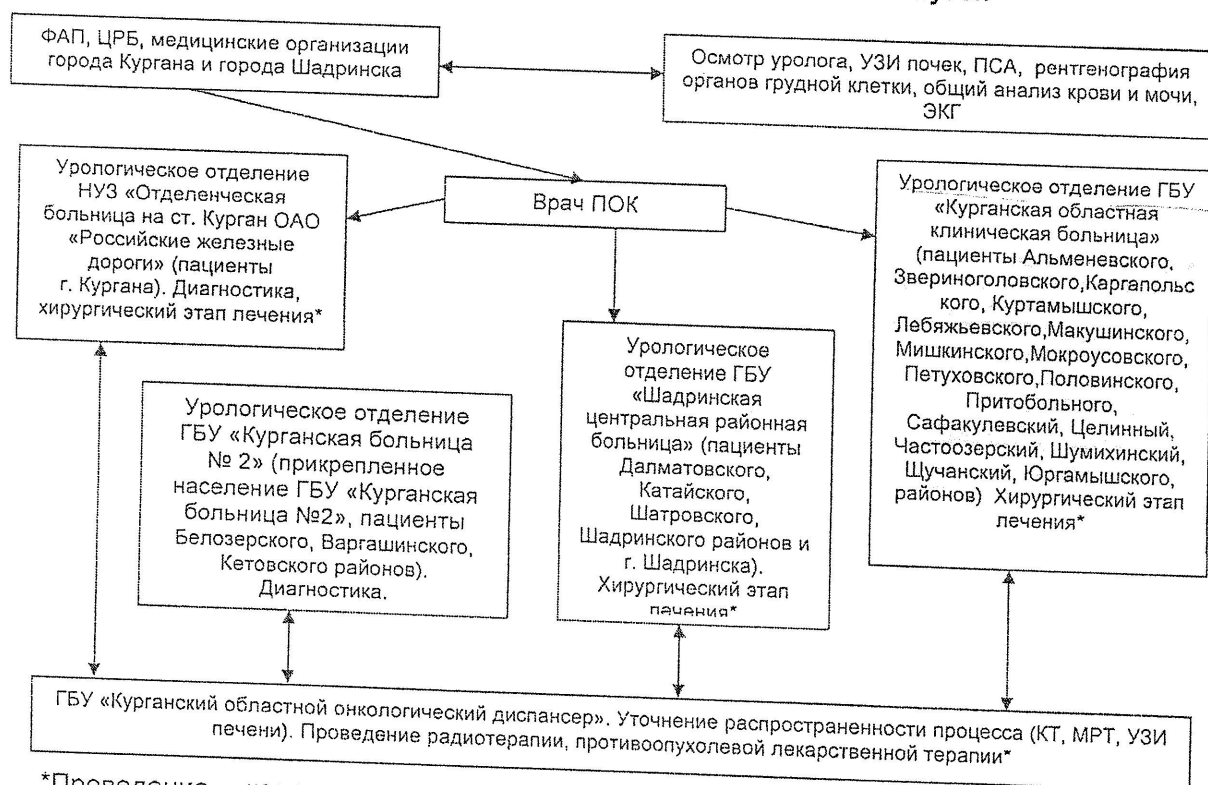 ФАП, ЦРБ, медицинские организации
города Кургана и города Шадринска
Осмотр уролога, УЗИ почек, ПСА, рентгенография
органов грудной клетки, общий анализ крови и мочи,
ЭКГ
Урологическое отделение
НУЗ «Отделенческая
больница на ст. Курган ОАО
«Российские железные
дороги» (пациенты
г. Кургана). Диагностика,
хирургический этап лечения*
Врач ПОК
Урологическое отделение ГБУ
«Курганская областная
клиническая больница»
(пациенты Альменевского,
Звериноголовского,Каргапольс
кого, Куртамышского,
Лебяжьевского,Макушинского,
Мишкинского,Мокроусовского,
Петуховского,Половинского,
Притобольного,
Сафакулевский, Целинный,
Частоозерский, Шумихинский,
Щучанский, Юргамышского,
районов) Хирургический этап
лечения*
Урологическое отделение
ГБУ «Курганская больница
№ 2» (прикрепленное
население ГБУ «Курганская
больница №2», пациенты
Белозерского, Варгашинского,
Кетовского районов).
Диагностика.
Урологическое
отделение ГБУ
«Шадринская
центральная районная
больница» (пациенты
Далматовского,
Катайского,
Шатровского,
Шадринского районов и
г. Шадринска).
Хирургический этап
лечения*
ГБУ «Курганский областной онкологический диспансер». Уточнение распространенности процесса (КТ, МРТ, УЗИ
печени). Проведение радиотерапии, противоопухолевой лекарственной терапии*
*Проведение